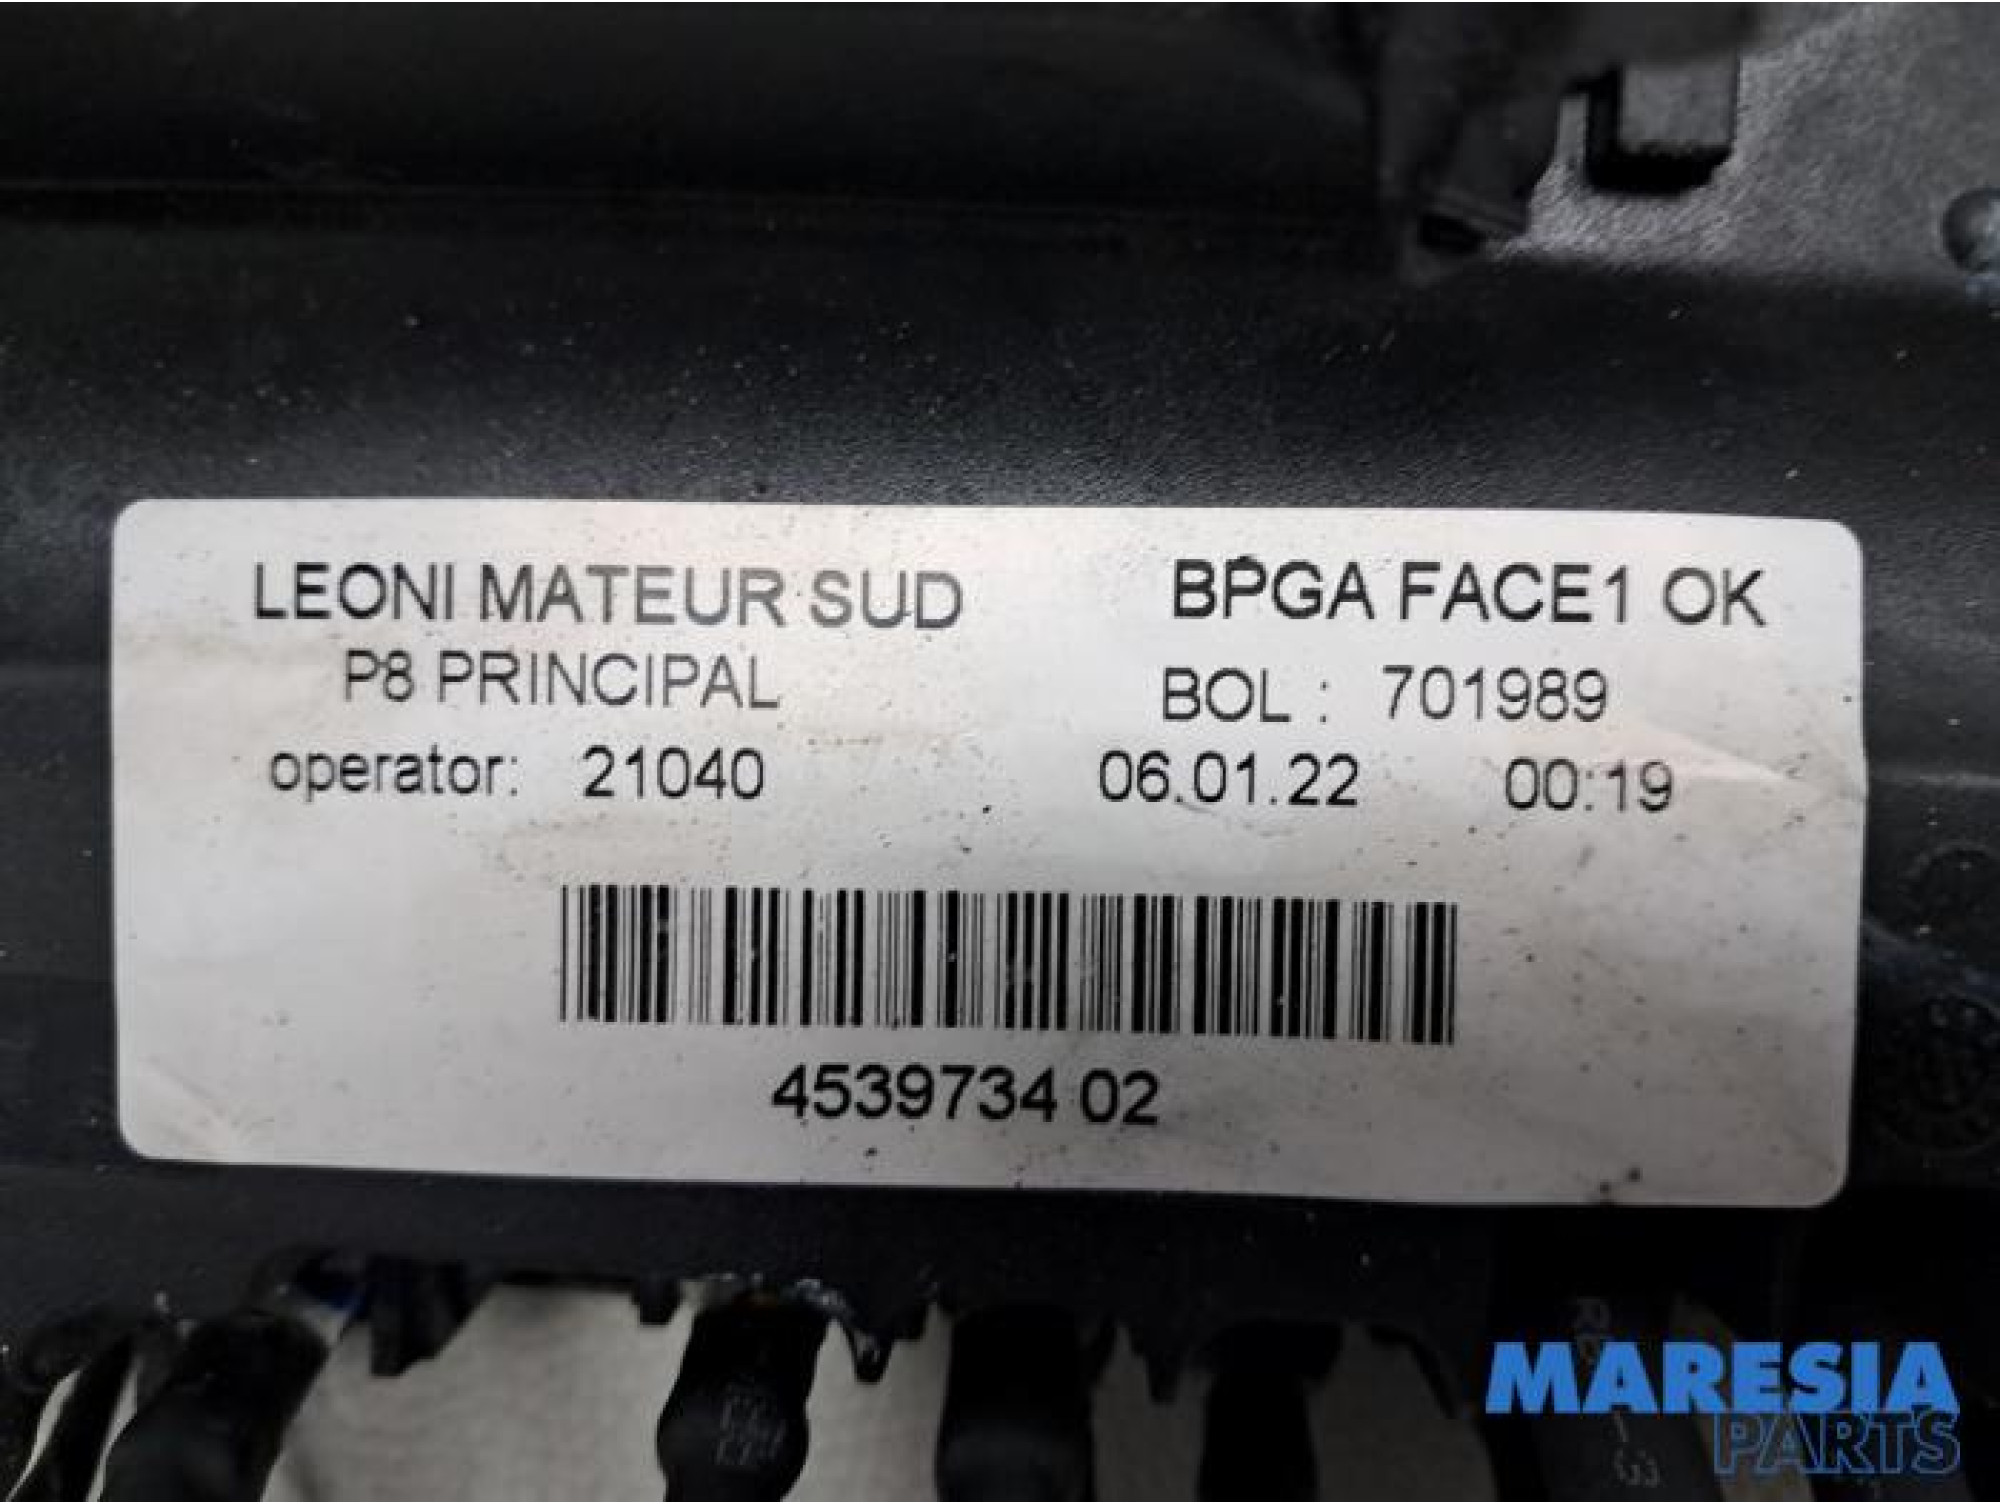 LEONI MATEUR SUD
P8 PRINCIPAL
operator: 21040
BPGA FACE1 OK
BOL : 701989
06.01.22 00:19
4539734 02
MARESIA
PARTS